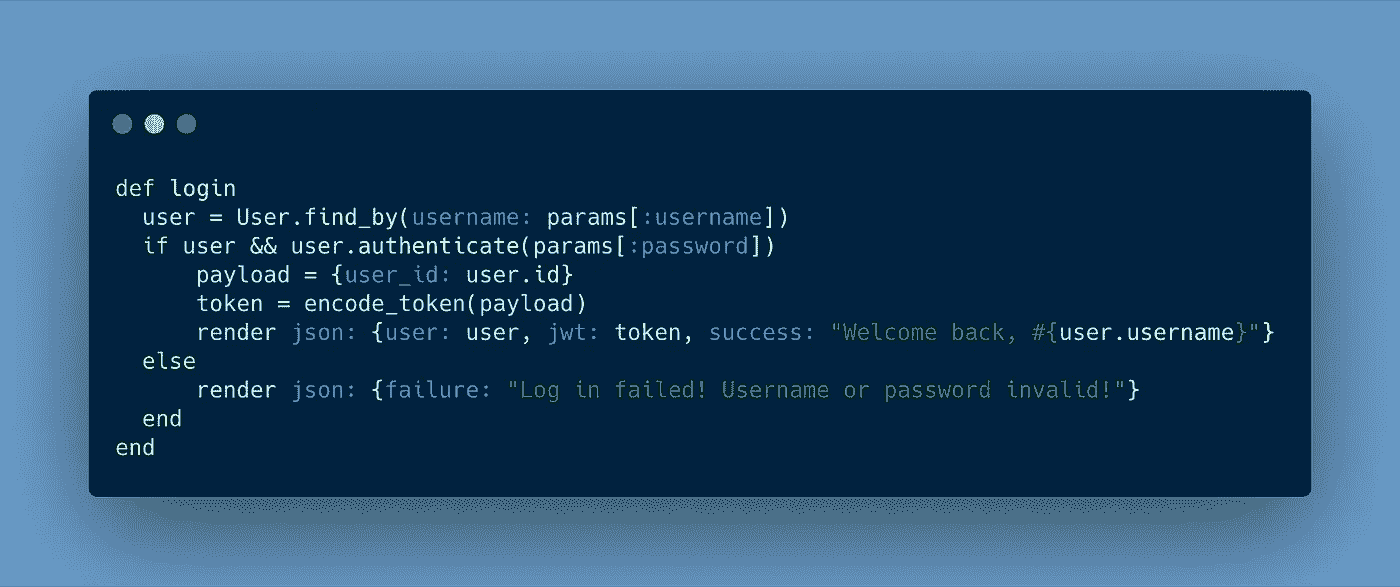 def login
  user = User.find_by(username: params[:username])
  if user && user.authenticate(params[:password])
      payload = {user_id: user.id}
      token = encode_token(payload)
      render json: {user: user, jwt: token, success: "Welcome back, #{user.username}"}
  else
      render json: {failure: "Log in failed! Username or password invalid!"}
  end
end